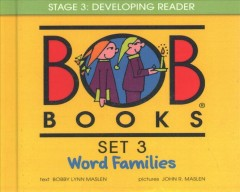 STAGE 3: DEVELOPING READER
BOB
BOOKS®
SET 3
Word Families
text BOBBY LYNN MASLEN pictures JOHN R. MASLEN